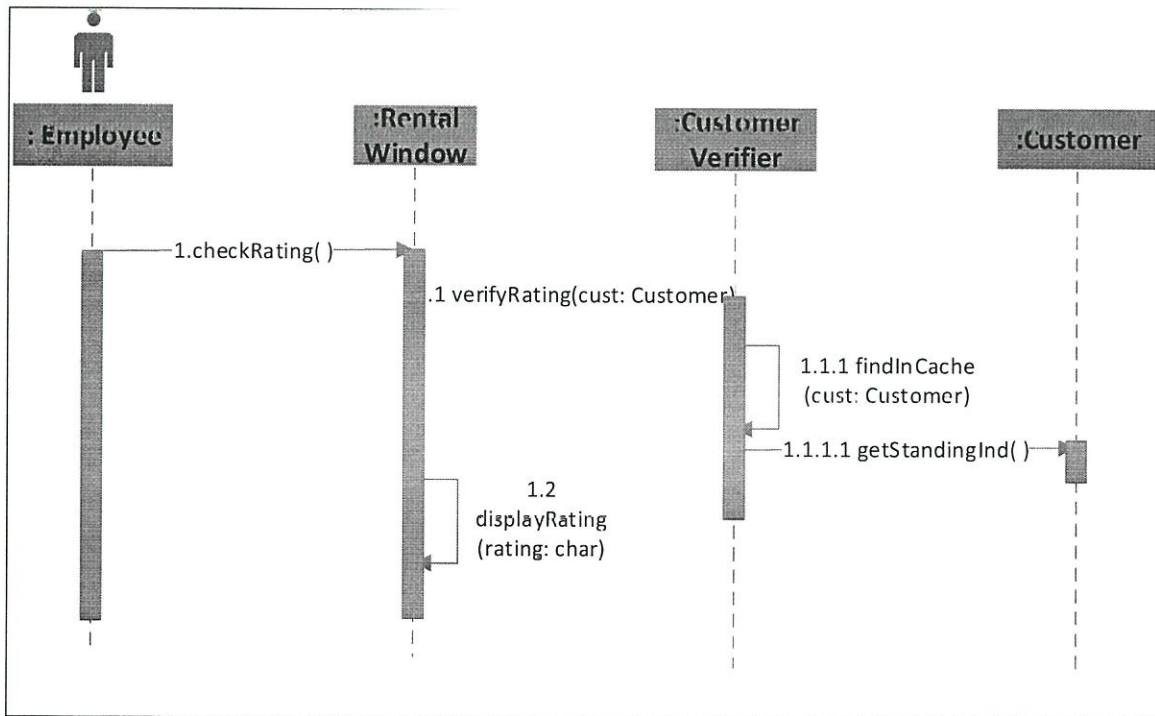 : Employee
:Rental
Window
:Customer
Verifier
:Customer
1.checkRating( )
.1 verifyRating(cust: Customer)
1.1.1 findInCache
(cust: Customer)
1.1.1.1 getStandingInd( )
1.2
displayRating
(rating: char)